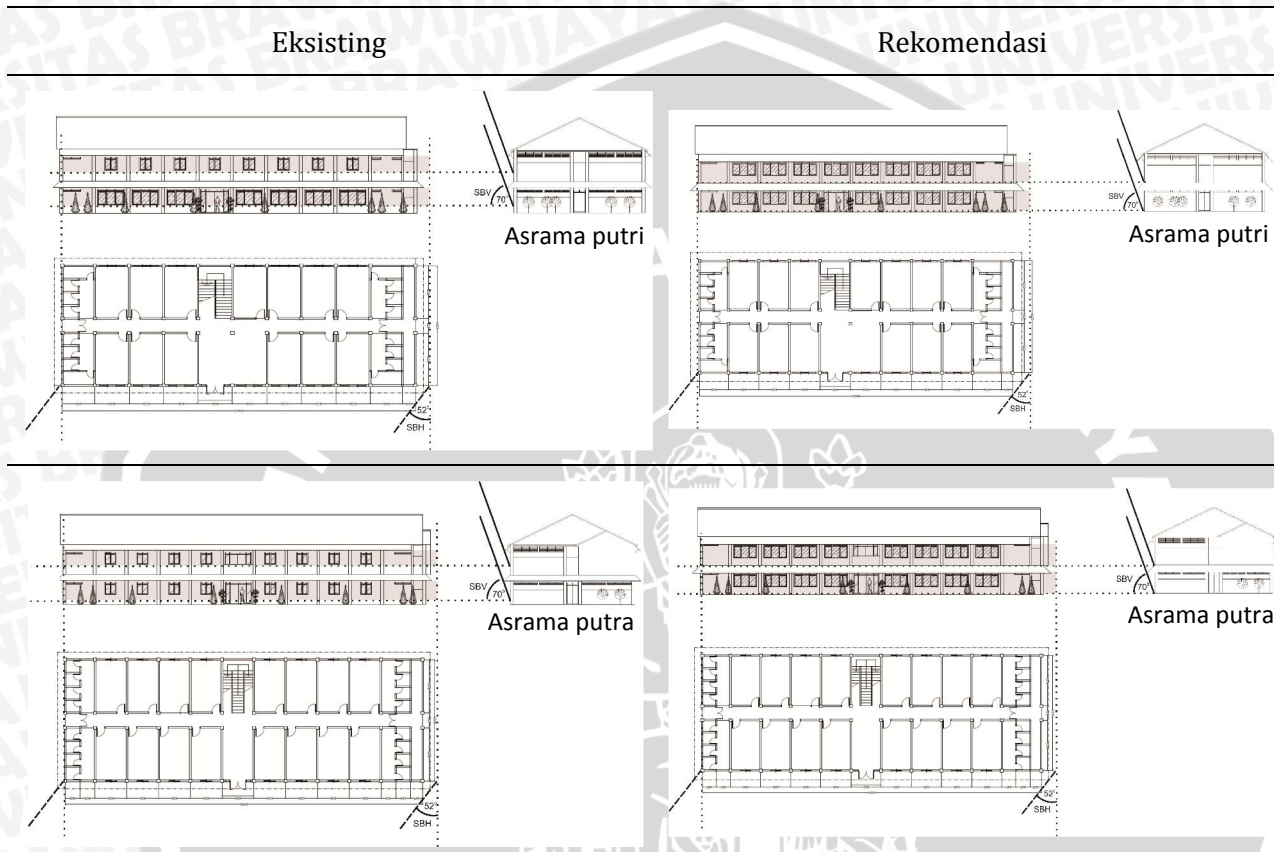 Eksisting
Rekomendasi
SBV
70°
Asrama putri
52°
SBH
SBV
70°
Asrama putri
52°
SBH
SBV
70°
Asrama putra
52°
SBH
SBV
70°
Asrama putra
52°
SBH